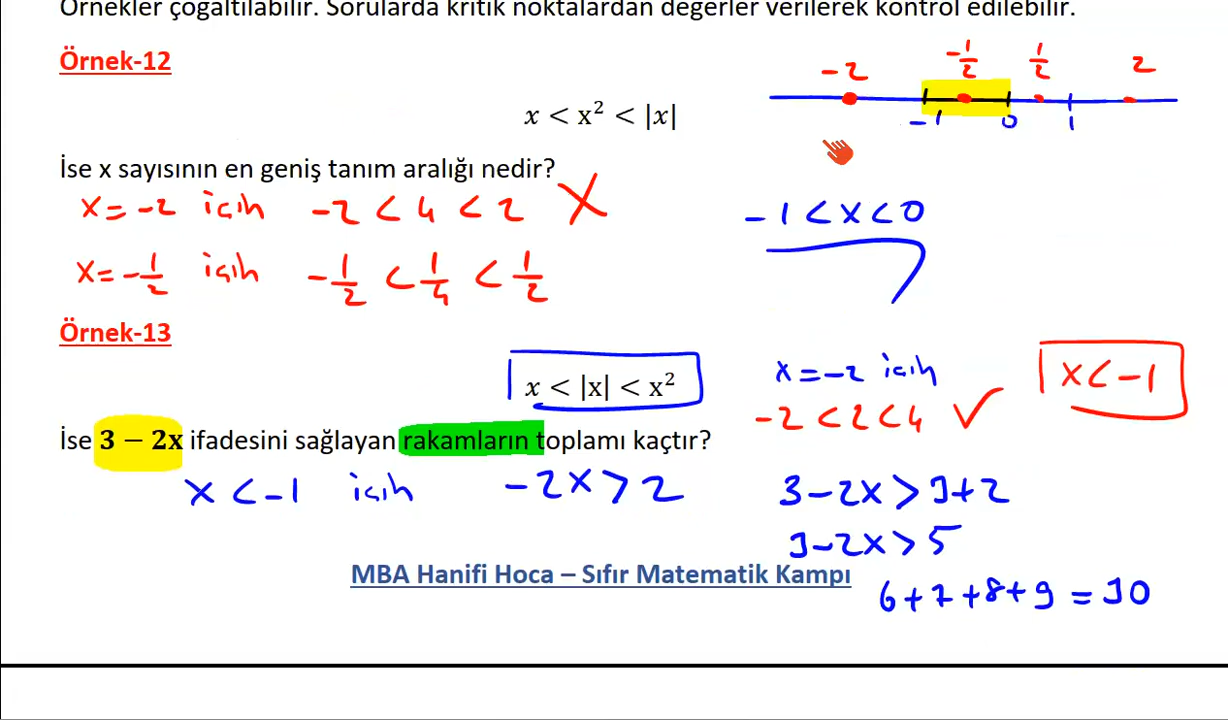 Örnekler çoğaltılabilir. Sorularda kritik noktalardan değerler verilerek kontrol edilebilir.
Örnek-12
-2 -1/2 1/2 2
-1 0 1
x < x² < |x|
İse x sayısının en geniş tanım aralığı nedir?
x = -2 için -2 < 4 < 2 X
-1 < x < 0
x = -1/2 için -1/2 < 1/4 < 1/2
Örnek-13
x < |x| < x²
x = -2 için
x < -1
-2 < 2 < 4 ✓
İse 3 − 2x ifadesini sağlayan rakamların toplamı kaçtır?
x < -1 için -2x > 2 3-2x > 3+2
3-2x > 5
MBA Hanifi Hoca – Sıfır Matematik Kampı
6+7+8+9 = 30